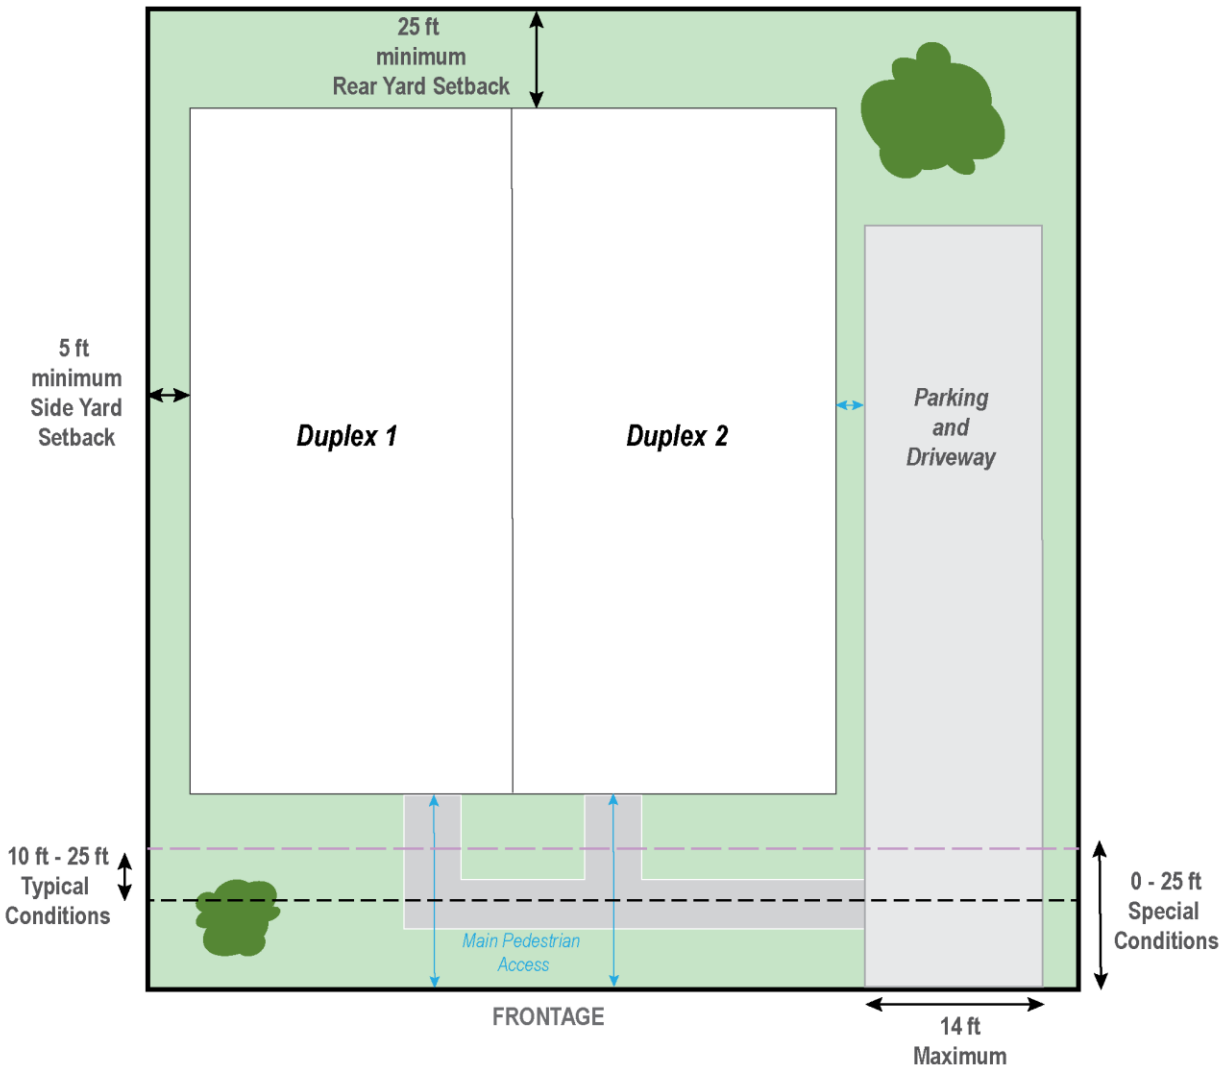 25 ft
minimum
Rear Yard Setback
5 ft
minimum
Side Yard
Setback
Duplex 1
Duplex 2
Parking
and
Driveway
10 ft - 25 ft
Typical
Conditions
0 - 25 ft
Special
Conditions
Main Pedestrian
Access
FRONTAGE
14 ft
Maximum